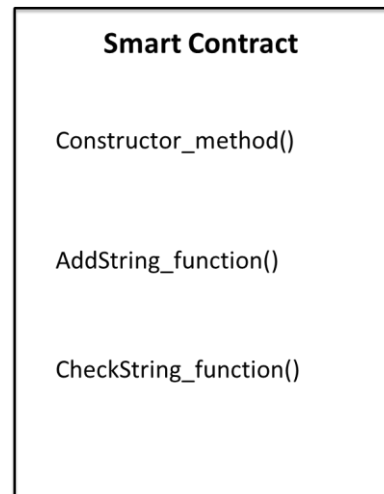 Smart Contract
Constructor_method()
AddString_function()
CheckString_function()